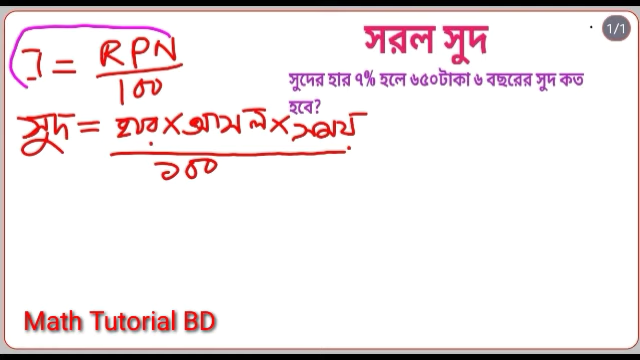 1/1
সরল সুদ
সুদের হার ৭% হলে ৬৫০টাকা ৬ বছরের সুদ কত
হবে?
I = RPN
100
সুদ = হার × আসল × সময়
১০০
Math Tutorial BD